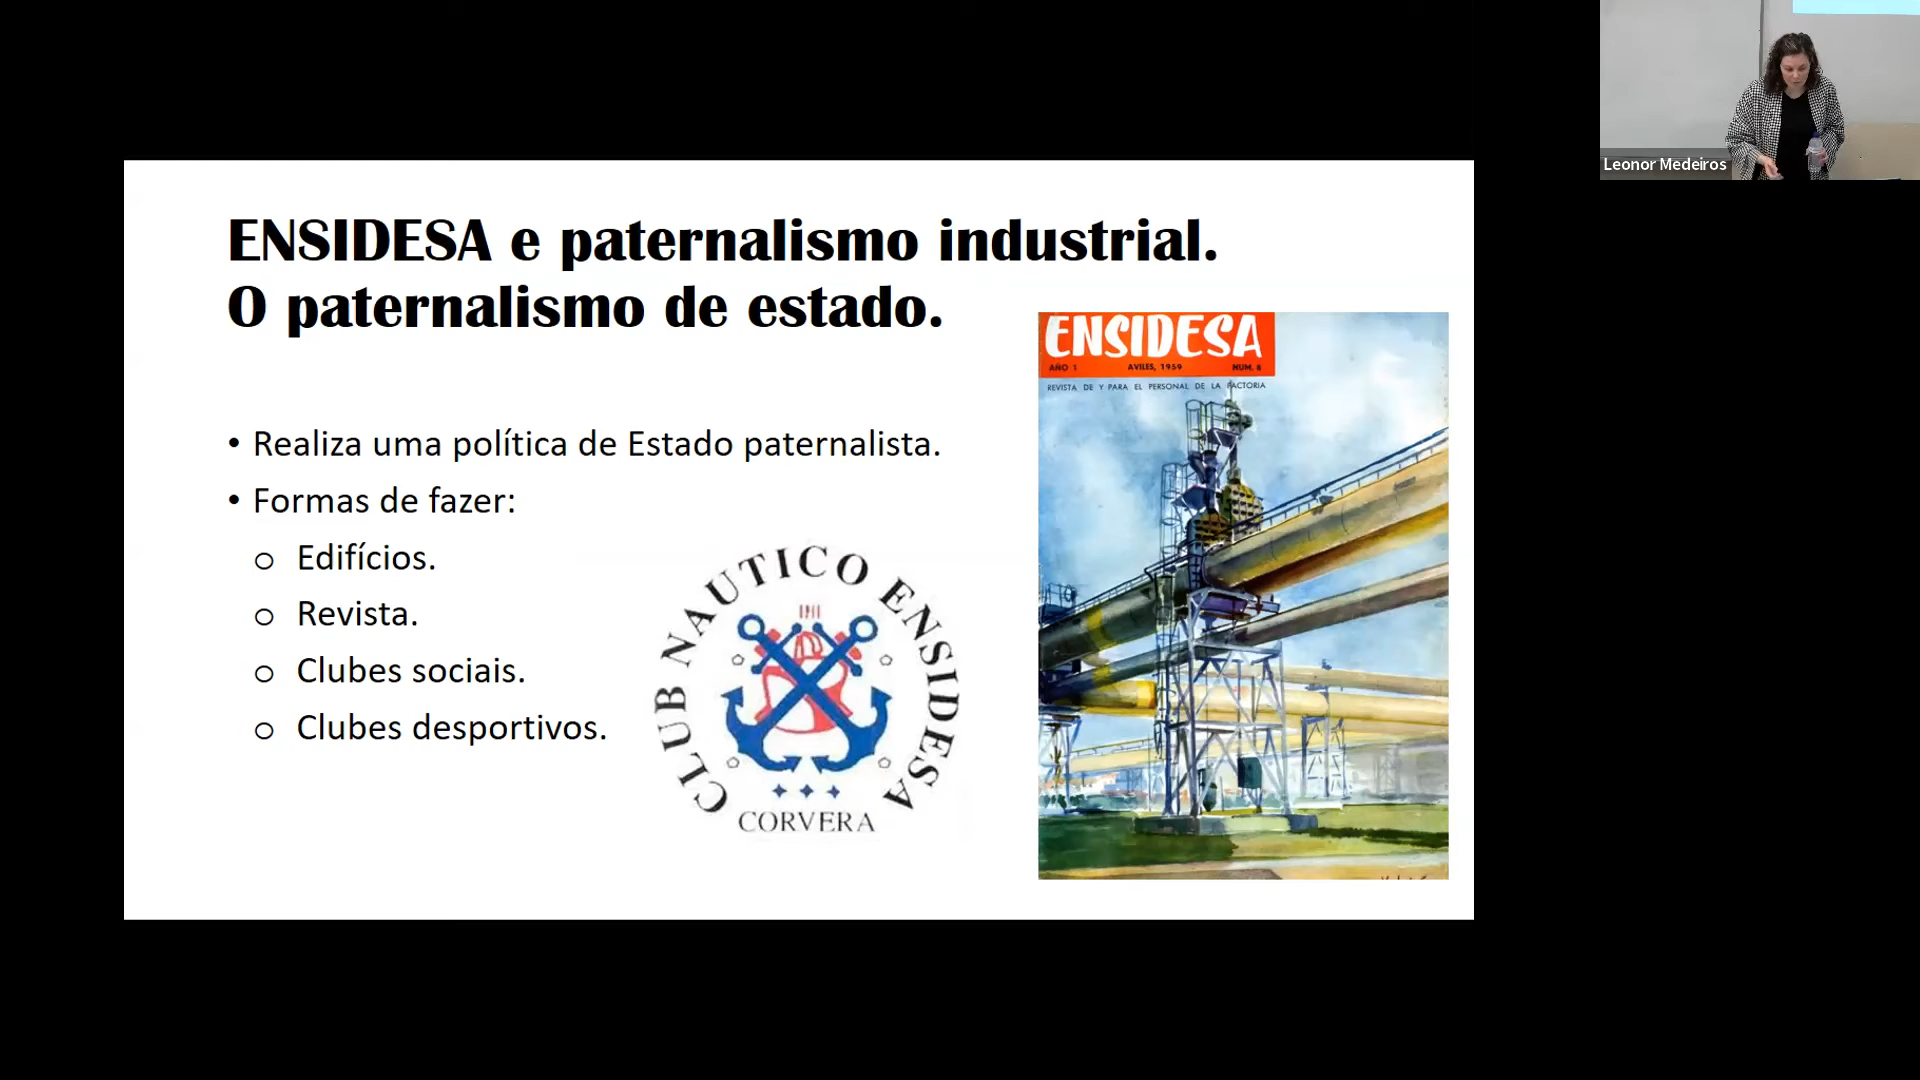 Leonor Medeiros
ENSIDESA e paternalismo industrial.
O paternalismo de estado.
• Realiza uma política de Estado paternalista.
• Formas de fazer:
o Edifícios.
o Revista.
o Clubes sociais.
o Clubes desportivos.
CLUB NAUTICO ENSIDESA
CORVERA
ENSIDESA
AÑO 1 AVILES, 1959 NUM. 8
REVISTA DE Y PARA EL PERSONAL DE LA FACTORIA